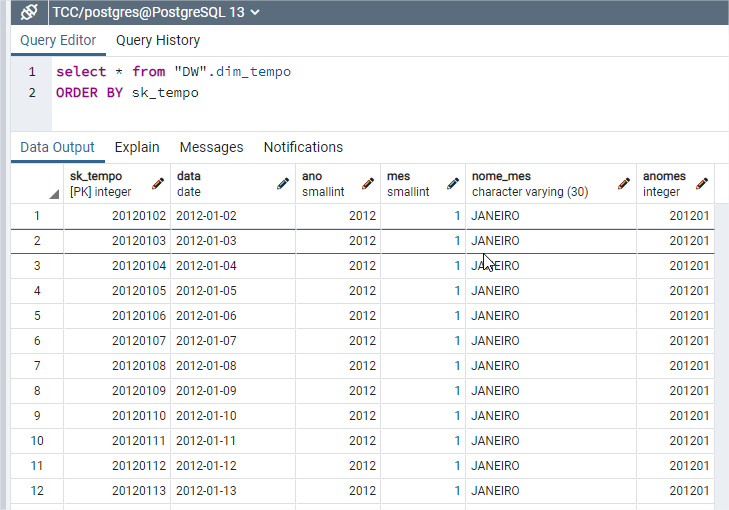 TCC/postgres@PostgreSQL 13
Query Editor Query History
1 select * from "DW".dim_tempo
2 ORDER BY sk_tempo
Data Output Explain Messages Notifications
sk_tempo data ano mes nome_mes anomes
[PK] integer date smallint smallint character varying (30) integer
1 20120102 2012-01-02 2012 1 JANEIRO 201201
2 20120103 2012-01-03 2012 1 JANEIRO 201201
3 20120104 2012-01-04 2012 1 JANEIRO 201201
4 20120105 2012-01-05 2012 1 JANEIRO 201201
5 20120106 2012-01-06 2012 1 JANEIRO 201201
6 20120107 2012-01-07 2012 1 JANEIRO 201201
7 20120108 2012-01-08 2012 1 JANEIRO 201201
8 20120109 2012-01-09 2012 1 JANEIRO 201201
9 20120110 2012-01-10 2012 1 JANEIRO 201201
10 20120111 2012-01-11 2012 1 JANEIRO 201201
11 20120112 2012-01-12 2012 1 JANEIRO 201201
12 20120113 2012-01-13 2012 1 JANEIRO 201201